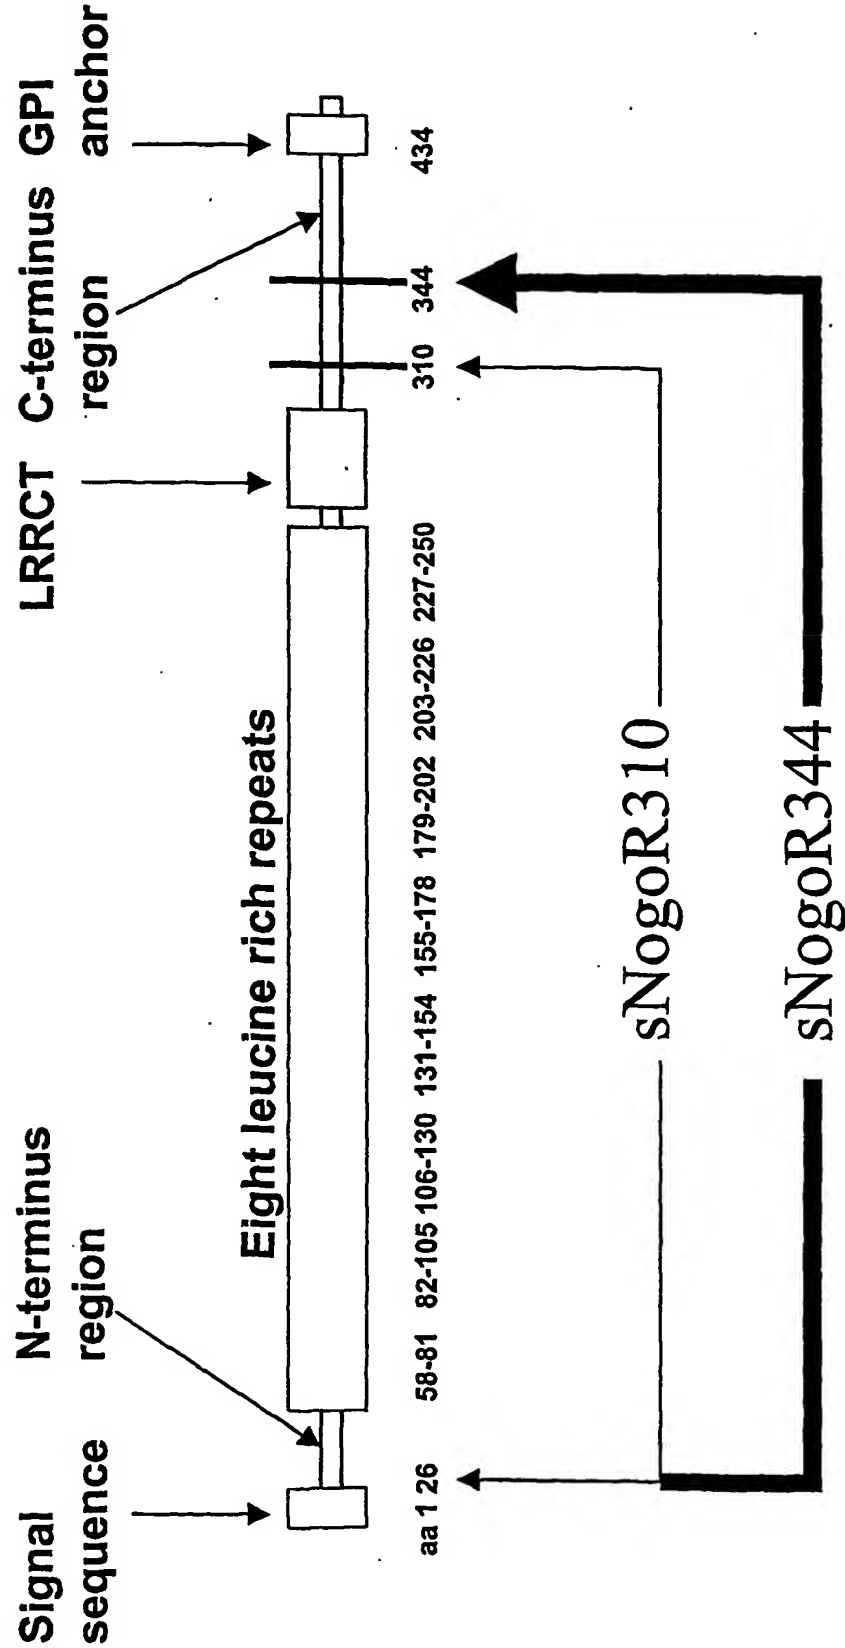 Signal
sequence
N-terminus
region
LRRCT
C-terminus
region
GPI
anchor
Eight leucine rich repeats
aa 1 26 58-81 82-105 106-130 131-154 155-178 179-202 203-226 227-250 310 344 434
sNogoR310
sNogoR344